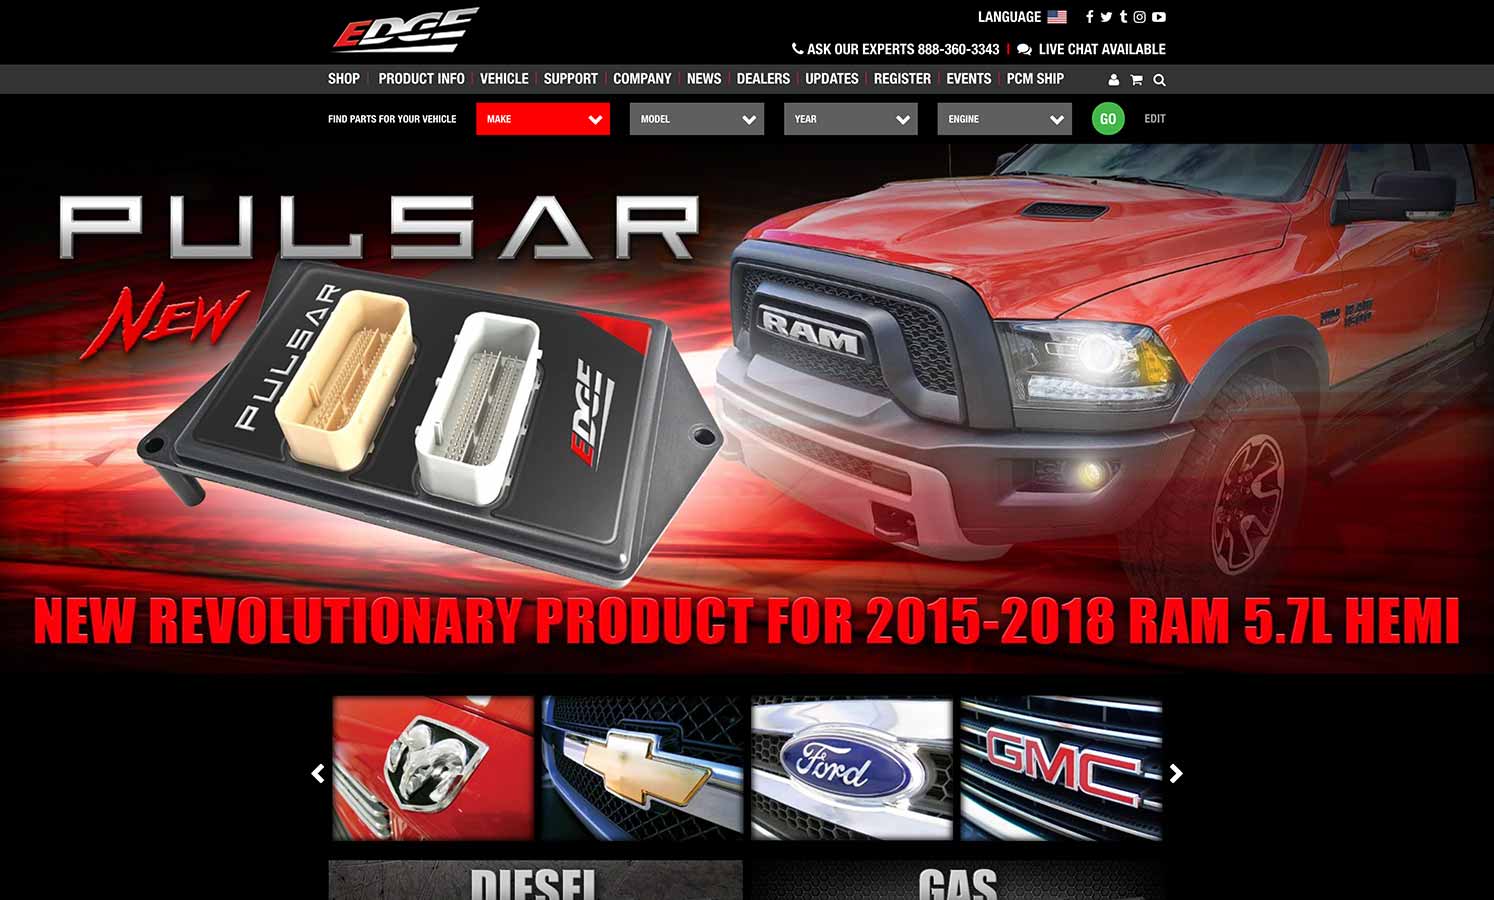 EDGE
LANGUAGE
ASK OUR EXPERTS 888-360-3343 | LIVE CHAT AVAILABLE
SHOP | PRODUCT INFO | VEHICLE | SUPPORT | COMPANY | NEWS | DEALERS | UPDATES | REGISTER | EVENTS | PCM SHIP
FIND PARTS FOR YOUR VEHICLE MAKE MODEL YEAR ENGINE GO EDIT
PULSAR
NEW
PULSAR
EDGE
RAM
NEW REVOLUTIONARY PRODUCT FOR 2015-2018 RAM 5.7L HEMI
Ford
GMC
DIESEL
GAS